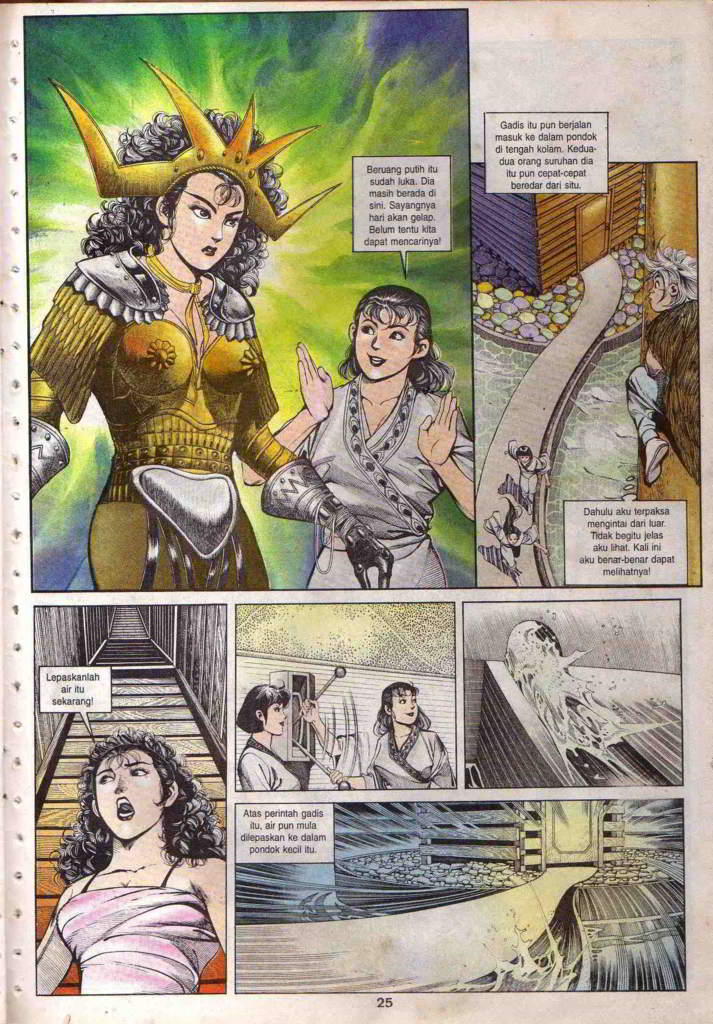 Beruang putih itu
sudah luka. Dia
masih berada di
sini. Sayangnya
hari akan gelap.
Belum tentu kita
dapat mencarinya!
Gadis itu pun berjalan
masuk ke dalam pondok
di tengah kolam. Kedua-
dua orang suruhan dia
itu pun cepat-cepat
beredar dari situ.
Dahulu aku terpaksa
mengintai dari luar.
Tidak begitu jelas
aku lihat. Kali ini
aku benar-benar dapat
melihatnya!
Lepaskanlah
air itu
sekarang!
Atas perintah gadis
itu, air pun mula
dilepaskan ke dalam
pondok kecil itu.
25